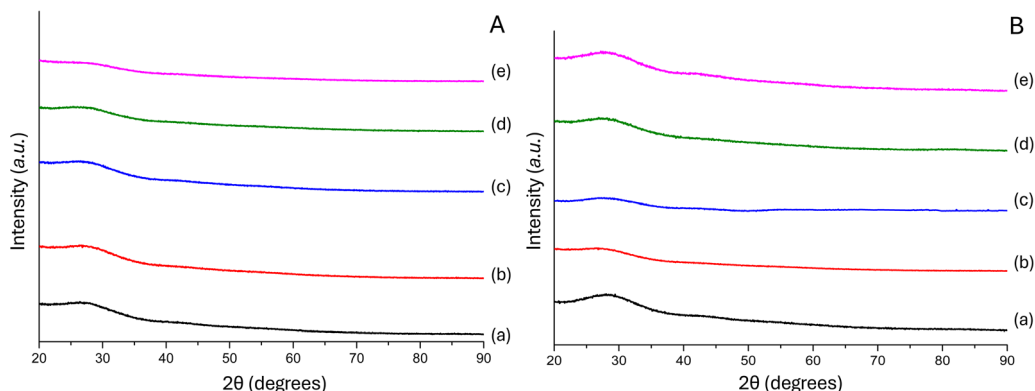 A
(e)
(d)
(c)
(b)
(a)
Intensity (a.u.)
20 30 40 50 60 70 80 90
2θ (degrees)
B
(e)
(d)
(c)
(b)
(a)
Intensity (a.u.)
20 30 40 50 60 70 80 90
2θ (degrees)